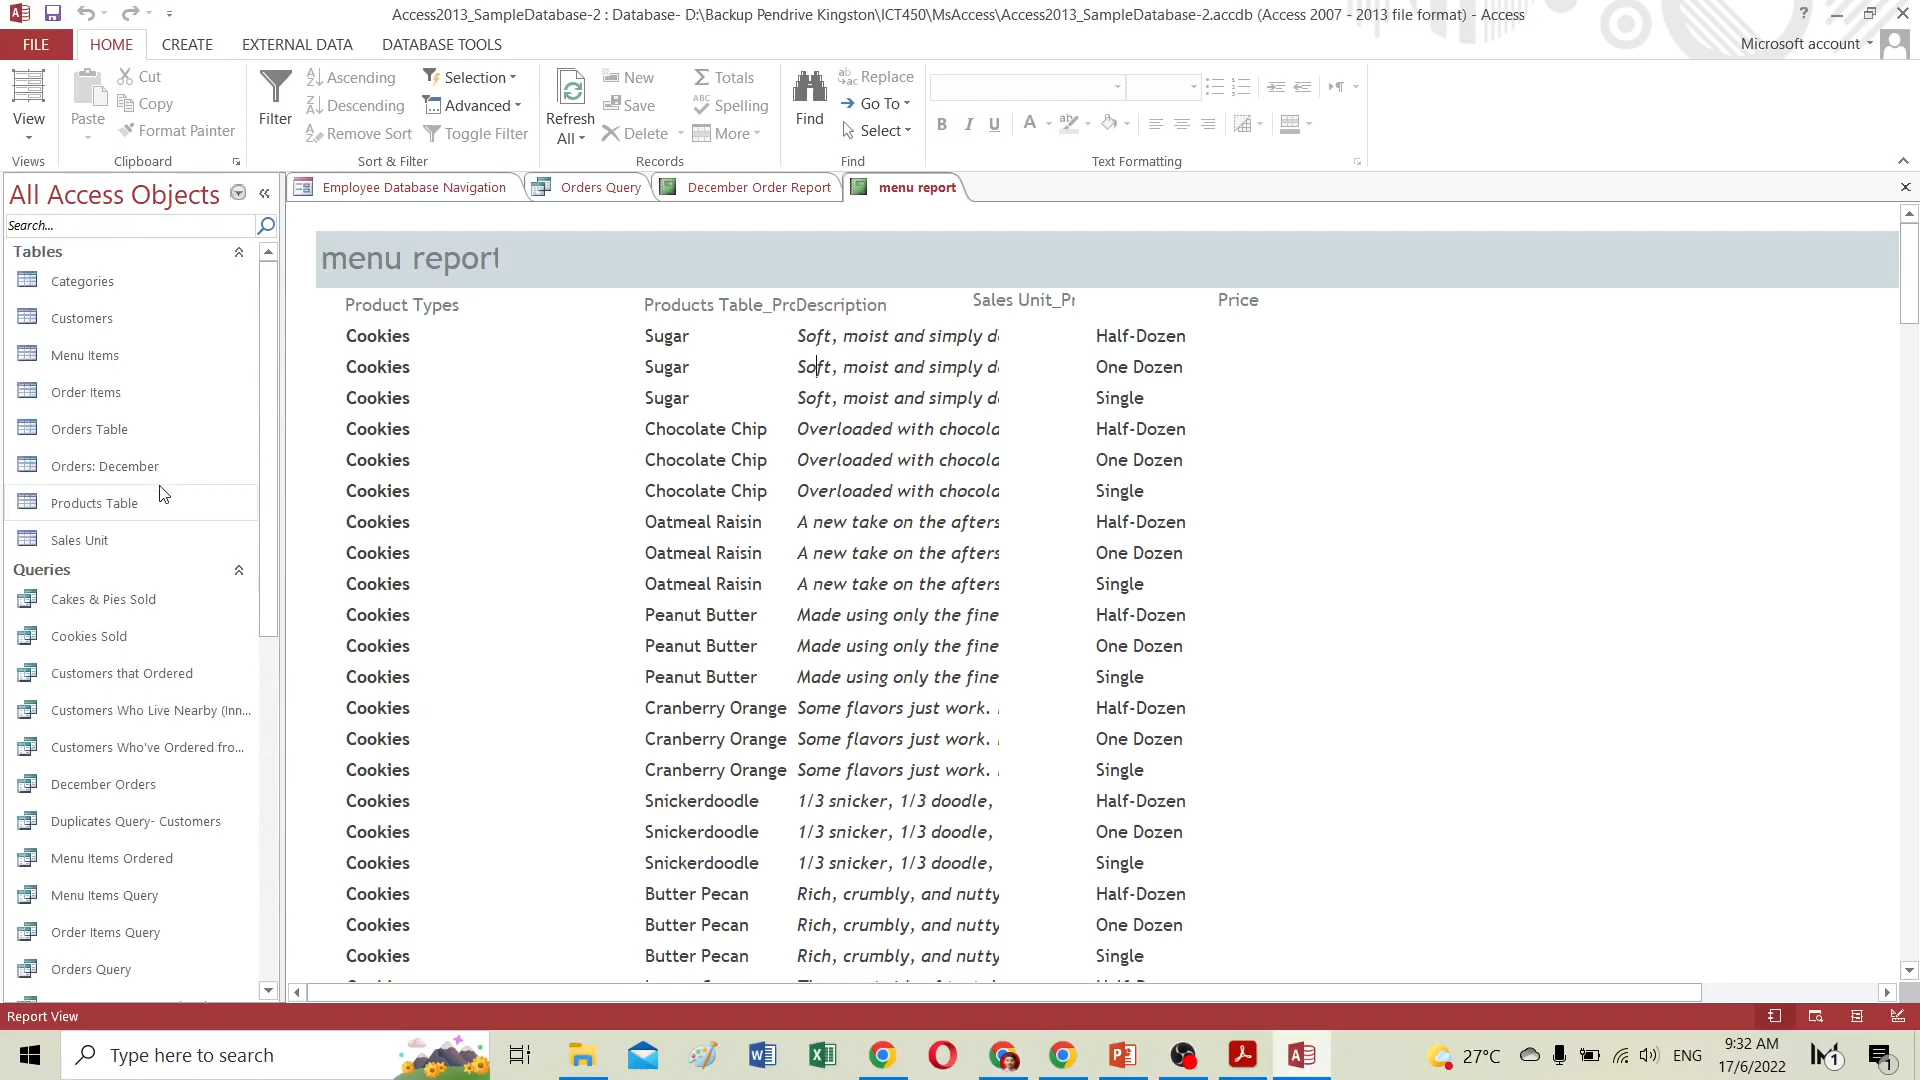 Access2013_SampleDatabase-2 : Database- D:\Backup Pendrive Kingston\ICT450\MsAccess\Access2013_SampleDatabase-2.accdb (Access 2007 - 2013 file format) - Access
FILE HOME CREATE EXTERNAL DATA DATABASE TOOLS Microsoft account
View Paste Cut Copy Format Painter Filter Ascending Descending Remove Sort Selection Advanced Toggle Filter Refresh All New Save Delete Totals Spelling More Find Replace Go To Select
Views Clipboard Sort & Filter Records Find Text Formatting
All Access Objects
Search...
Tables
Categories
Customers
Menu Items
Order Items
Orders Table
Orders: December
Products Table
Sales Unit
Queries
Cakes & Pies Sold
Cookies Sold
Customers that Ordered
Customers Who Live Nearby (Inn...
Customers Who've Ordered fro...
December Orders
Duplicates Query- Customers
Menu Items Ordered
Menu Items Query
Order Items Query
Orders Query
Employee Database Navigation Orders Query December Order Report menu report
menu report
Product Types Products Table_Prc Description Sales Unit_Pr Price
Cookies Sugar Soft, moist and simply d Half-Dozen
Cookies Sugar Soft, moist and simply d One Dozen
Cookies Sugar Soft, moist and simply d Single
Cookies Chocolate Chip Overloaded with chocola Half-Dozen
Cookies Chocolate Chip Overloaded with chocola One Dozen
Cookies Chocolate Chip Overloaded with chocola Single
Cookies Oatmeal Raisin A new take on the afters Half-Dozen
Cookies Oatmeal Raisin A new take on the afters One Dozen
Cookies Oatmeal Raisin A new take on the afters Single
Cookies Peanut Butter Made using only the fine Half-Dozen
Cookies Peanut Butter Made using only the fine One Dozen
Cookies Peanut Butter Made using only the fine Single
Cookies Cranberry Orange Some flavors just work. Half-Dozen
Cookies Cranberry Orange Some flavors just work. One Dozen
Cookies Cranberry Orange Some flavors just work. Single
Cookies Snickerdoodle 1/3 snicker, 1/3 doodle, Half-Dozen
Cookies Snickerdoodle 1/3 snicker, 1/3 doodle, One Dozen
Cookies Snickerdoodle 1/3 snicker, 1/3 doodle, Single
Cookies Butter Pecan Rich, crumbly, and nutty Half-Dozen
Cookies Butter Pecan Rich, crumbly, and nutty One Dozen
Cookies Butter Pecan Rich, crumbly, and nutty Single
Report View
Type here to search 27°C ENG 9:32 AM
17/6/2022